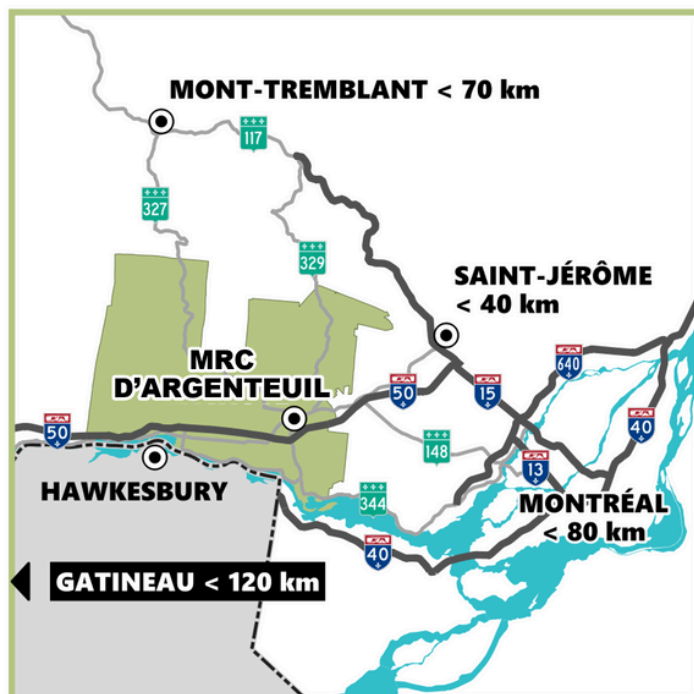 MONT-TREMBLANT < 70 km
117
327
329
SAINT-JÉRÔME
< 40 km
MRC
D'ARGENTEUIL
640
50
15
50
40
148
13
HAWKESBURY
344
MONTRÉAL
< 80 km
40
GATINEAU < 120 km